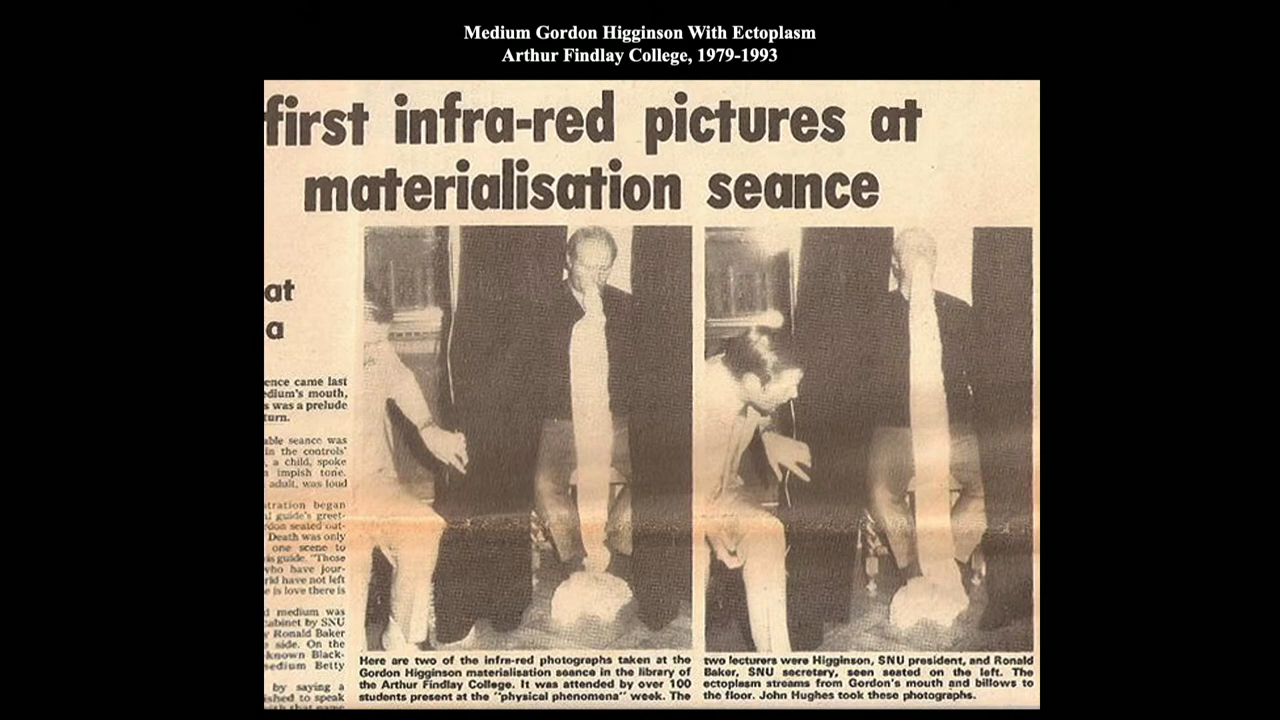 Medium Gordon Higginson With Ectoplasm
Arthur Findlay College, 1979-1993
first infra-red pictures at
materialisation seance
at
a
ence came last
edium's mouth,
s was a prelude
turn.
able seance was
in the controls'
, a child, spoke
impish tone.
adult, was loud
tration began
l guide's greet-
rdon seated out-
Death was only
one scene to
is guide. "Those
who have jour-
rld have not left
e is love there is
d medium was
cabinet by SNU
Ronald Baker
side. On the
known Black-
medium Betty
by saying a
ished to speak
with that name
Here are two of the infra-red photographs taken at the
Gordon Higginson materialisation seance in the library of
the Arthur Findlay College. It was attended by over 100
students present at the "physical phenomena" week. The
two lecturers were Higginson, SNU president, and Ronald
Baker, SNU secretary, seen seated on the left. The
ectoplasm streams from Gordon's mouth and billows to
the floor. John Hughes took these photographs.